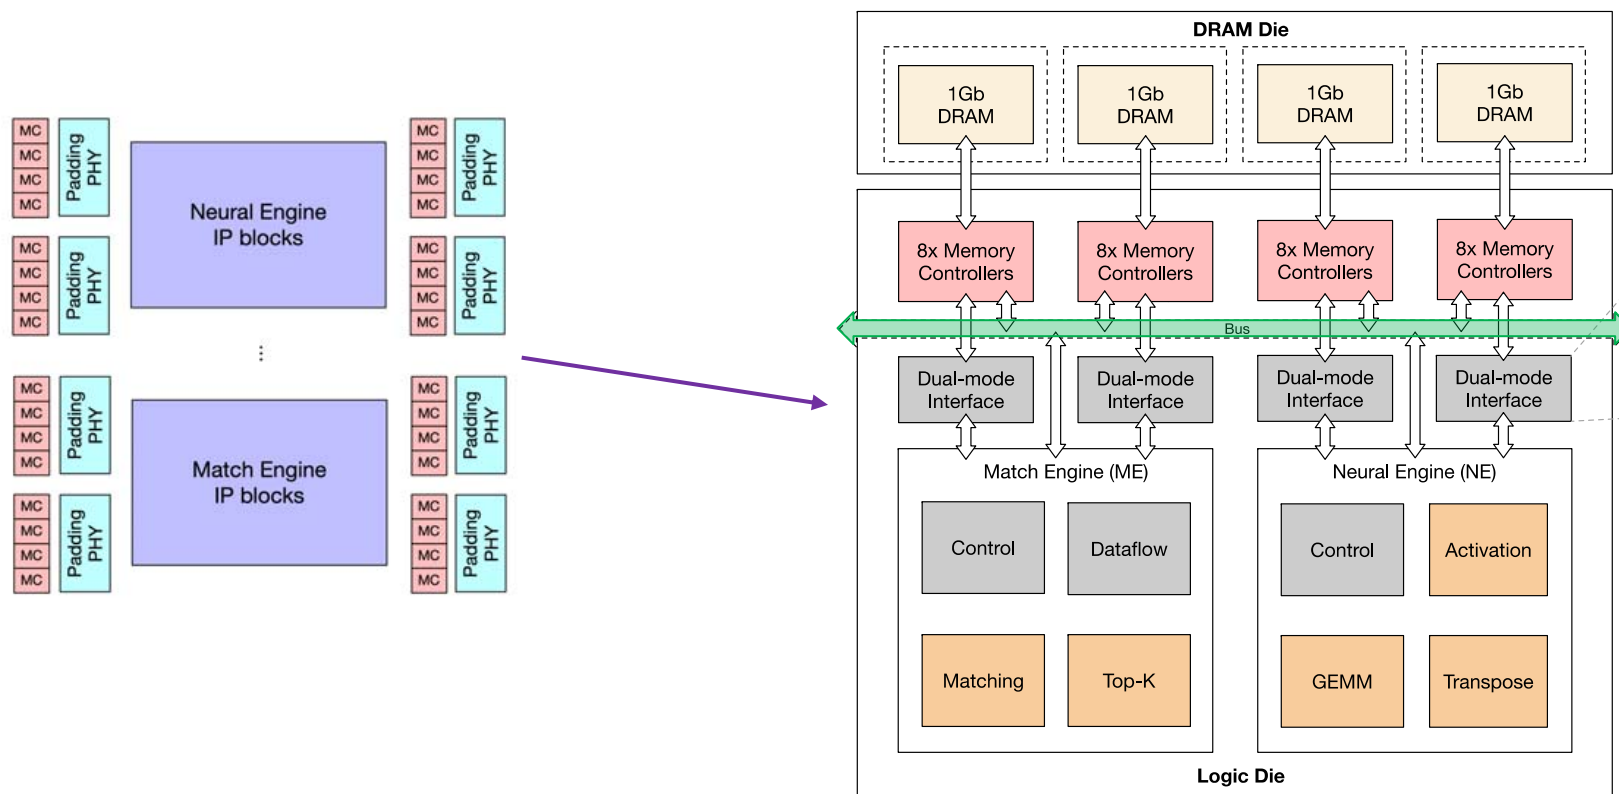 MC
MC
MC
MC
Padding
PHY
MC
MC
MC
MC
Padding
PHY
Neural Engine
IP blocks
MC
MC
MC
MC
Padding
PHY
MC
MC
MC
MC
Padding
PHY
...
MC
MC
MC
MC
Padding
PHY
MC
MC
MC
MC
Padding
PHY
Match Engine
IP blocks
MC
MC
MC
MC
Padding
PHY
MC
MC
MC
MC
Padding
PHY
DRAM Die
1Gb
DRAM
1Gb
DRAM
1Gb
DRAM
1Gb
DRAM
8x Memory
Controllers
8x Memory
Controllers
8x Memory
Controllers
8x Memory
Controllers
Bus
Dual-mode
Interface
Dual-mode
Interface
Dual-mode
Interface
Dual-mode
Interface
Match Engine (ME)
Control
Dataflow
Matching
Top-K
Neural Engine (NE)
Control
Activation
GEMM
Transpose
Logic Die